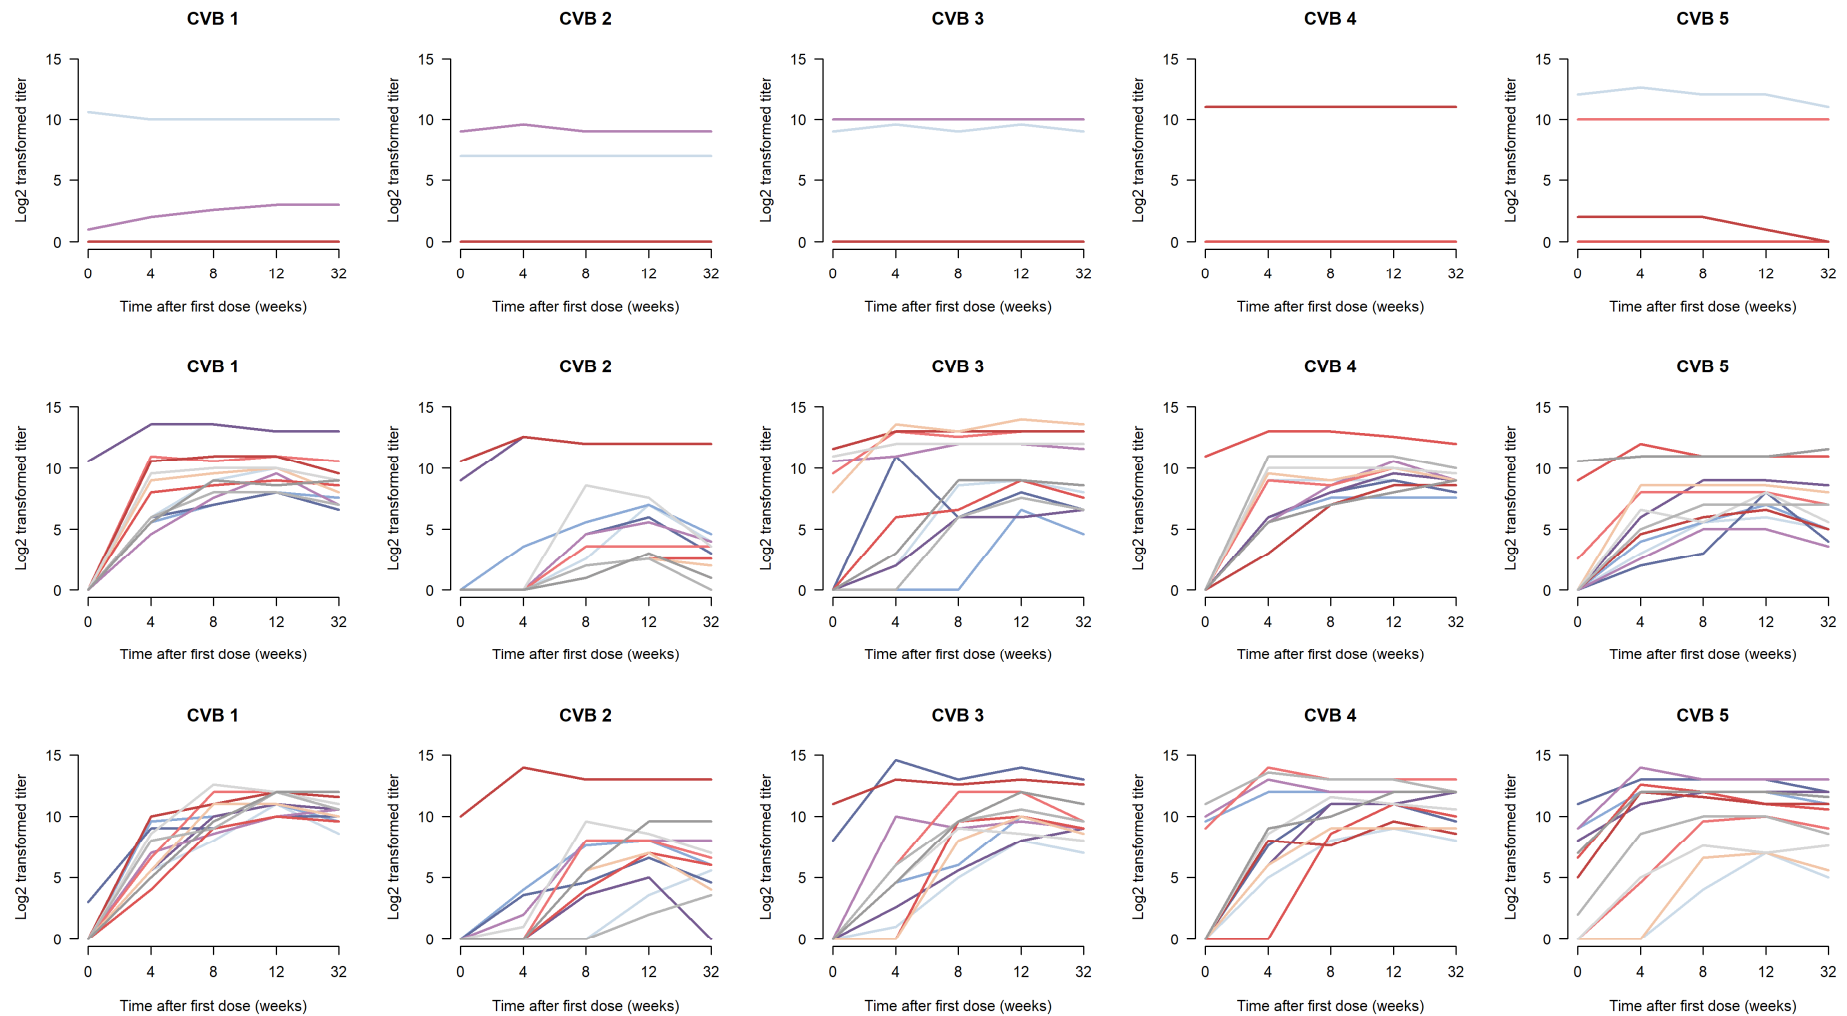 CVB 1 CVB 2 CVB 3 CVB 4 CVB 5
Log2 transformed titer Log2 transformed titer Log2 transformed titer Log2 transformed titer Log2 transformed titer
15 15 15 15 15
10 10 10 10 10
5 5 5 5 5
0 0 0 0 0
0 4 8 12 32 0 4 8 12 32 0 4 8 12 32 0 4 8 12 32 0 4 8 12 32
Time after first dose (weeks) Time after first dose (weeks) Time after first dose (weeks) Time after first dose (weeks) Time after first dose (weeks)
CVB 1 CVB 2 CVB 3 CVB 4 CVB 5
Log2 transformed titer Log2 transformed titer Log2 transformed titer Log2 transformed titer Log2 transformed titer
15 15 15 15 15
10 10 10 10 10
5 5 5 5 5
0 0 0 0 0
0 4 8 12 32 0 4 8 12 32 0 4 8 12 32 0 4 8 12 32 0 4 8 12 32
Time after first dose (weeks) Time after first dose (weeks) Time after first dose (weeks) Time after first dose (weeks) Time after first dose (weeks)
CVB 1 CVB 2 CVB 3 CVB 4 CVB 5
Log2 transformed titer Log2 transformed titer Log2 transformed titer Log2 transformed titer Log2 transformed titer
15 15 15 15 15
10 10 10 10 10
5 5 5 5 5
0 0 0 0 0
0 4 8 12 32 0 4 8 12 32 0 4 8 12 32 0 4 8 12 32 0 4 8 12 32
Time after first dose (weeks) Time after first dose (weeks) Time after first dose (weeks) Time after first dose (weeks) Time after first dose (weeks)